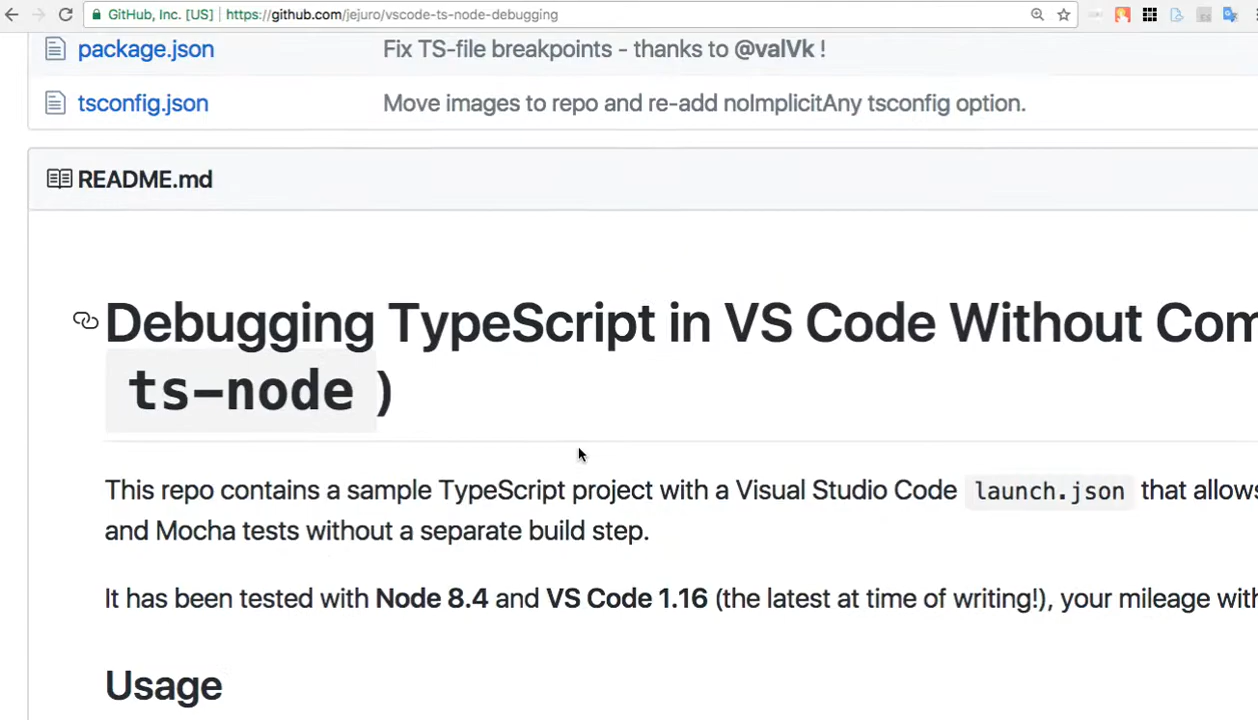 GitHub, Inc. [US] https://github.com/jejuro/vscode-ts-node-debugging
package.json Fix TS-file breakpoints - thanks to @valVk !
tsconfig.json Move images to repo and re-add noImplicitAny tsconfig option.
README.md
Debugging TypeScript in VS Code Without Com
ts-node )
This repo contains a sample TypeScript project with a Visual Studio Code launch.json that allows
and Mocha tests without a separate build step.
It has been tested with Node 8.4 and VS Code 1.16 (the latest at time of writing!), your mileage with
Usage